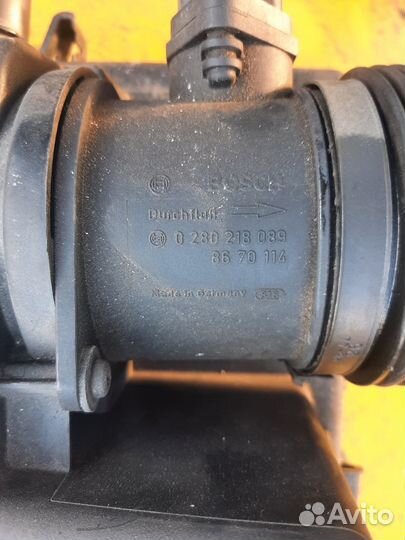 BOSCH
Durchfluß
0 280 218 089
86 70 114
Made in Germany
Avito